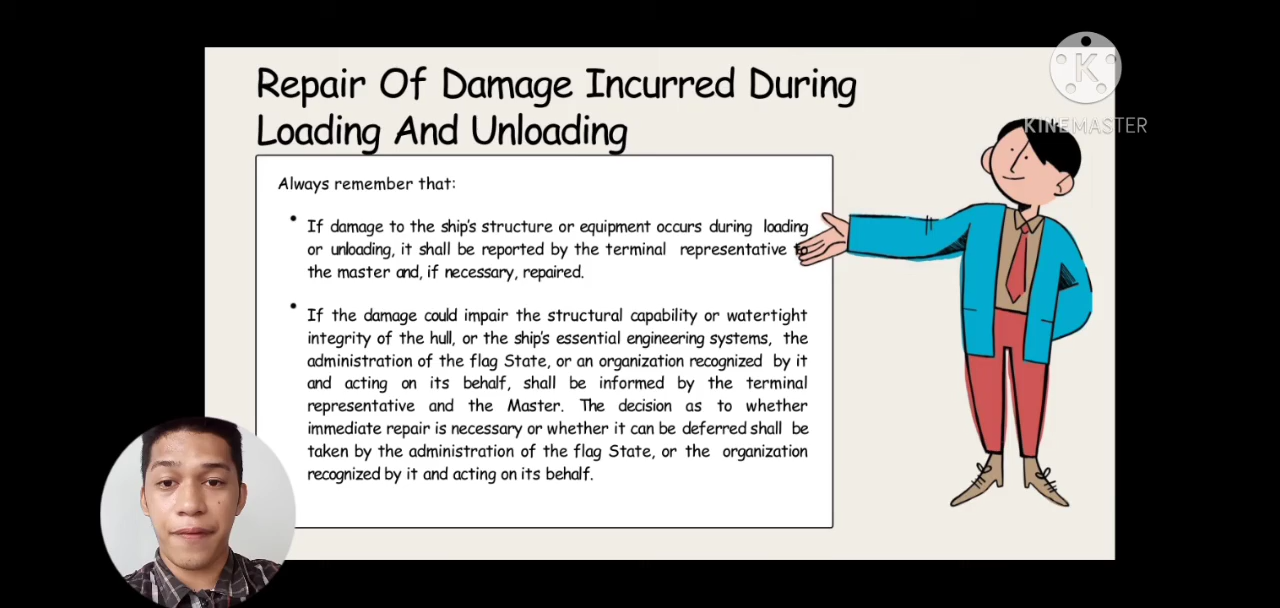 Repair Of Damage Incurred During
Loading And Unloading
K
KINEMASTER
Always remember that:
• If damage to the ship's structure or equipment occurs during loading
or unloading, it shall be reported by the terminal representative to
the master and, if necessary, repaired.
• If the damage could impair the structural capability or watertight
integrity of the hull, or the ship's essential engineering systems, the
administration of the flag State, or an organization recognized by it
and acting on its behalf, shall be informed by the terminal
representative and the Master. The decision as to whether
immediate repair is necessary or whether it can be deferred shall be
taken by the administration of the flag State, or the organization
recognized by it and acting on its behalf.